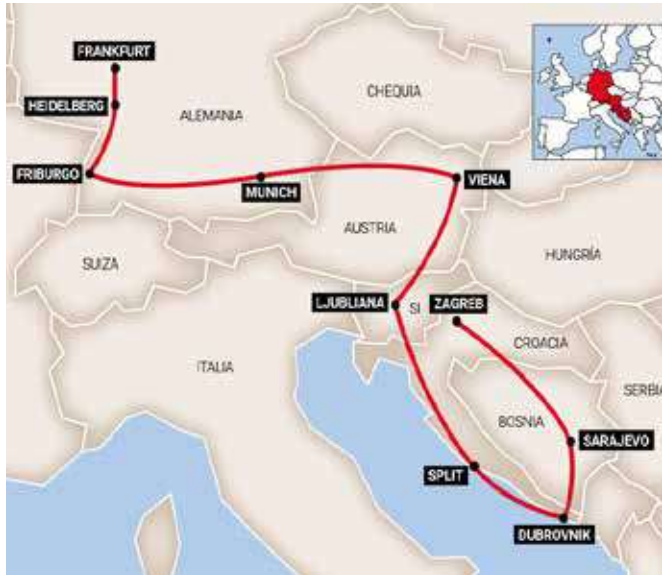 FRANKFURT
CHEQUIA
HEIDELBERG
ALEMANIA
FRIBURGO
MUNICH
VIENA
AUSTRIA
SUIZA
HUNGRÍA
LJUBLIANA
SI
ZAGREB
CROACIA
ITALIA
SERBIA
BOSNIA
SARAJEVO
SPLIT
DUBROVNIK